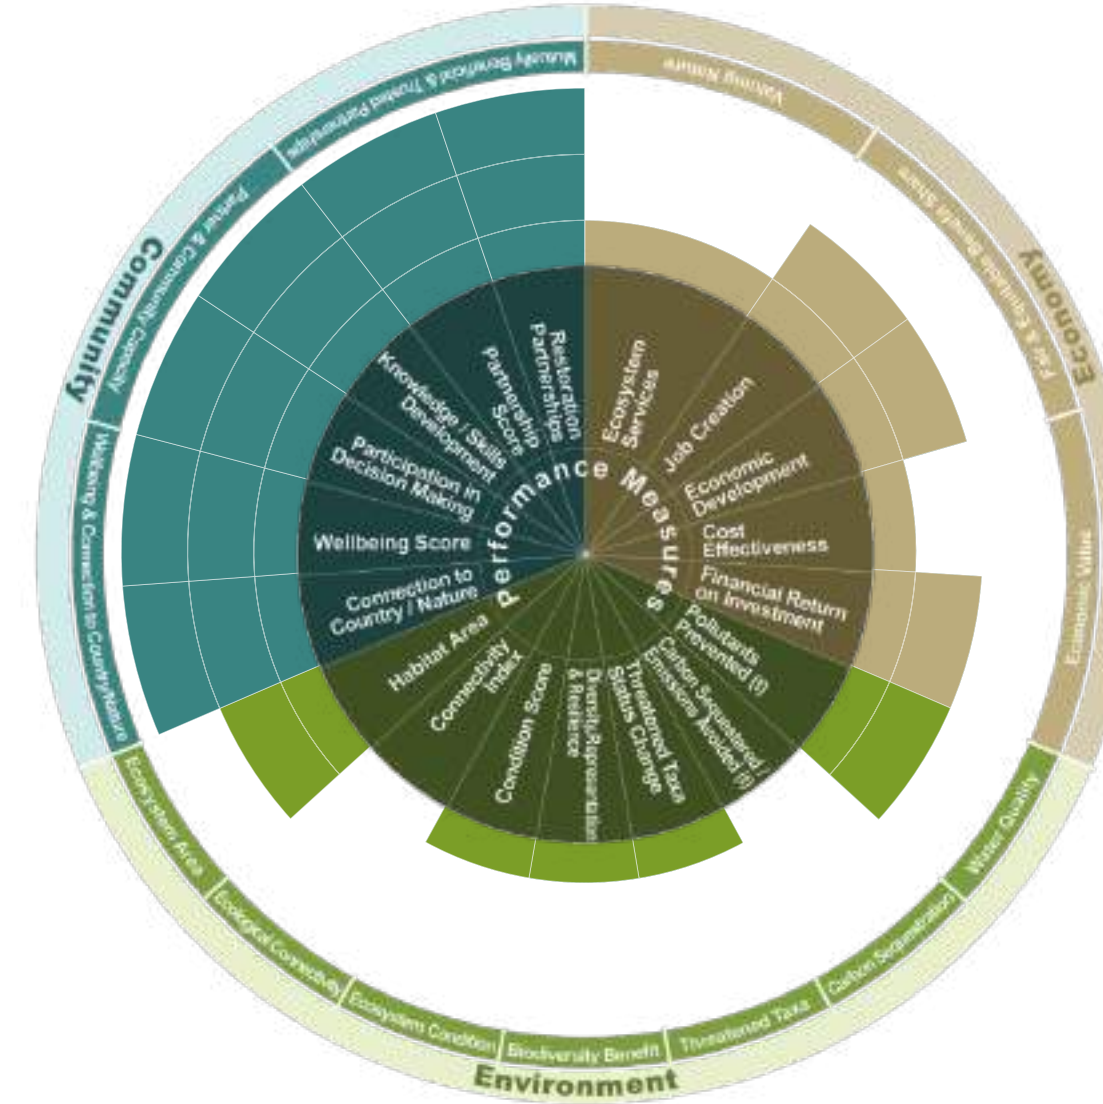 Mutually Beneficial & Trusted Partnerships
Valuing Nature
Partner & Community Capacity
Fair & Equitable Benefit Share
Community
Economy
Wellbeing & Connection to Country/Nature
Economic Value
Restoration
Partnerships
Partnership
Score
Knowledge / Skills
Development
Participation in
Decision Making
Wellbeing Score
Connection to
Country / Nature
Ecosystem
Services
Job Creation
Economic
Development
Cost
Effectiveness
Financial Return
on Investment
Performance Measures
Habitat Area
Connectivity
Index
Condition Score
Diversity Representation
& Resilience
Threatened Taxa
Status Change
Carbon Sequestered /
Emissions Avoided (t)
Pollutants
Prevented (t)
Ecosystem Area
Ecological Connectivity
Ecosystem Condition
Biodiversity Benefit
Threatened Taxa
Carbon Sequestration
Water Quality
Environment